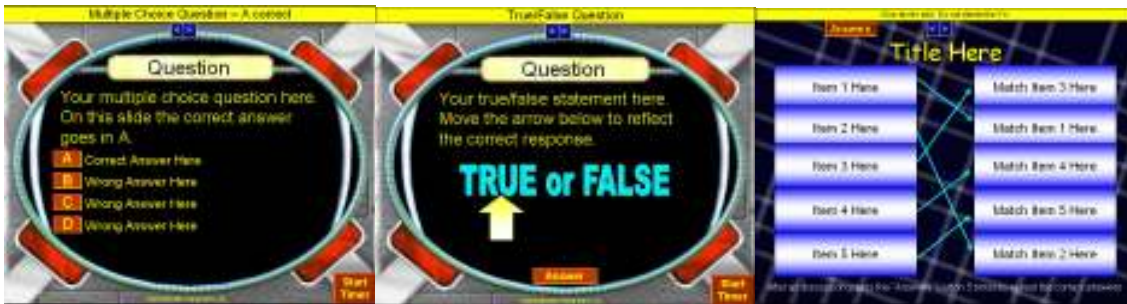 Multiple Choice Question - A correct
Question
Your multiple choice question here.
On this slide the correct answer
goes in A.
A Correct Answer Here
B Wrong Answer Here
C Wrong Answer Here
D Wrong Answer Here
Start
Timer
True/False Question
Question
Your true/false statement here.
Move the arrow below to reflect
the correct response.
TRUE or FALSE
Answer
Start
Timer
Answers
Title Here
Item 1 Here
Match Item 3 Here
Item 2 Here
Match Item 1 Here
Item 3 Here
Match Item 4 Here
Item 4 Here
Match Item 5 Here
Item 5 Here
Match Item 2 Here